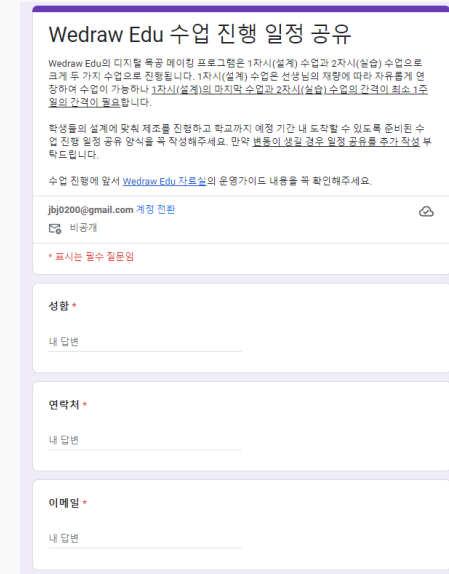 Wedraw Edu 수업 진행 일정 공유
Wedraw Edu의 디지털 목공 메이킹 프로그램은 1차시(설계) 수업과 2차시(실습) 수업으로
크게 두 가지 수업으로 진행됩니다. 1차시(설계) 수업은 선생님의 재량에 따라 자유롭게 연
장하여 수업이 가능하나 1차시(설계)의 마지막 수업과 2차시(실습) 수업의 간격이 최소 1주
일의 간격이 필요합니다.
학생들의 설계에 맞춰 제조를 진행하고 학교까지 예정 기간 내 도착할 수 있도록 준비된 수
업 진행 일정 공유 양식을 꼭 작성해주세요. 만약 변동이 생길 경우 일정 공유를 추가 작성 부
탁드립니다.
수업 진행에 앞서 Wedraw Edu 자료실의 운영가이드 내용을 꼭 확인해주세요.
jbj0200@gmail.com 계정 전환
비공개
* 표시는 필수 질문임
성함 *
내 답변
연락처 *
내 답변
이메일 *
내 답변